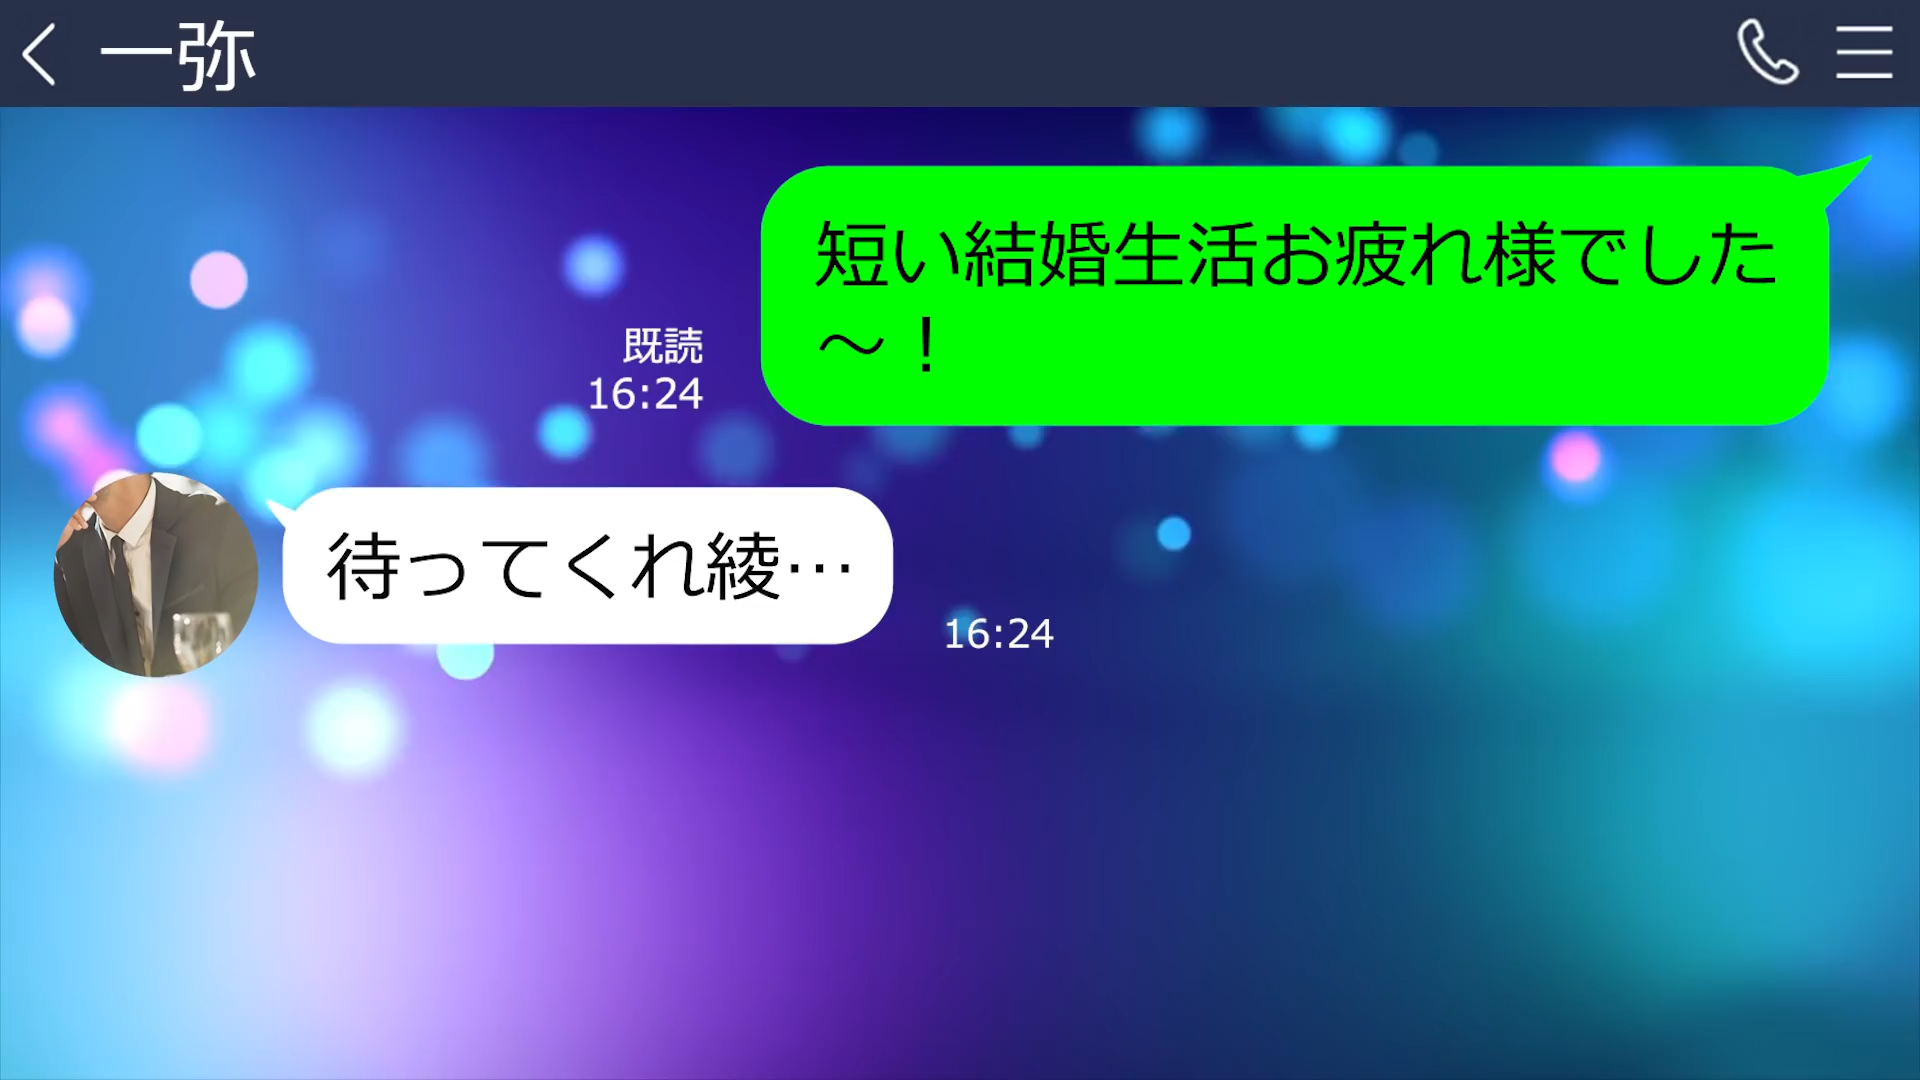 一弥
短い結婚生活お疲れ様でした
～！
既読
16:24
待ってくれ綾…
16:24